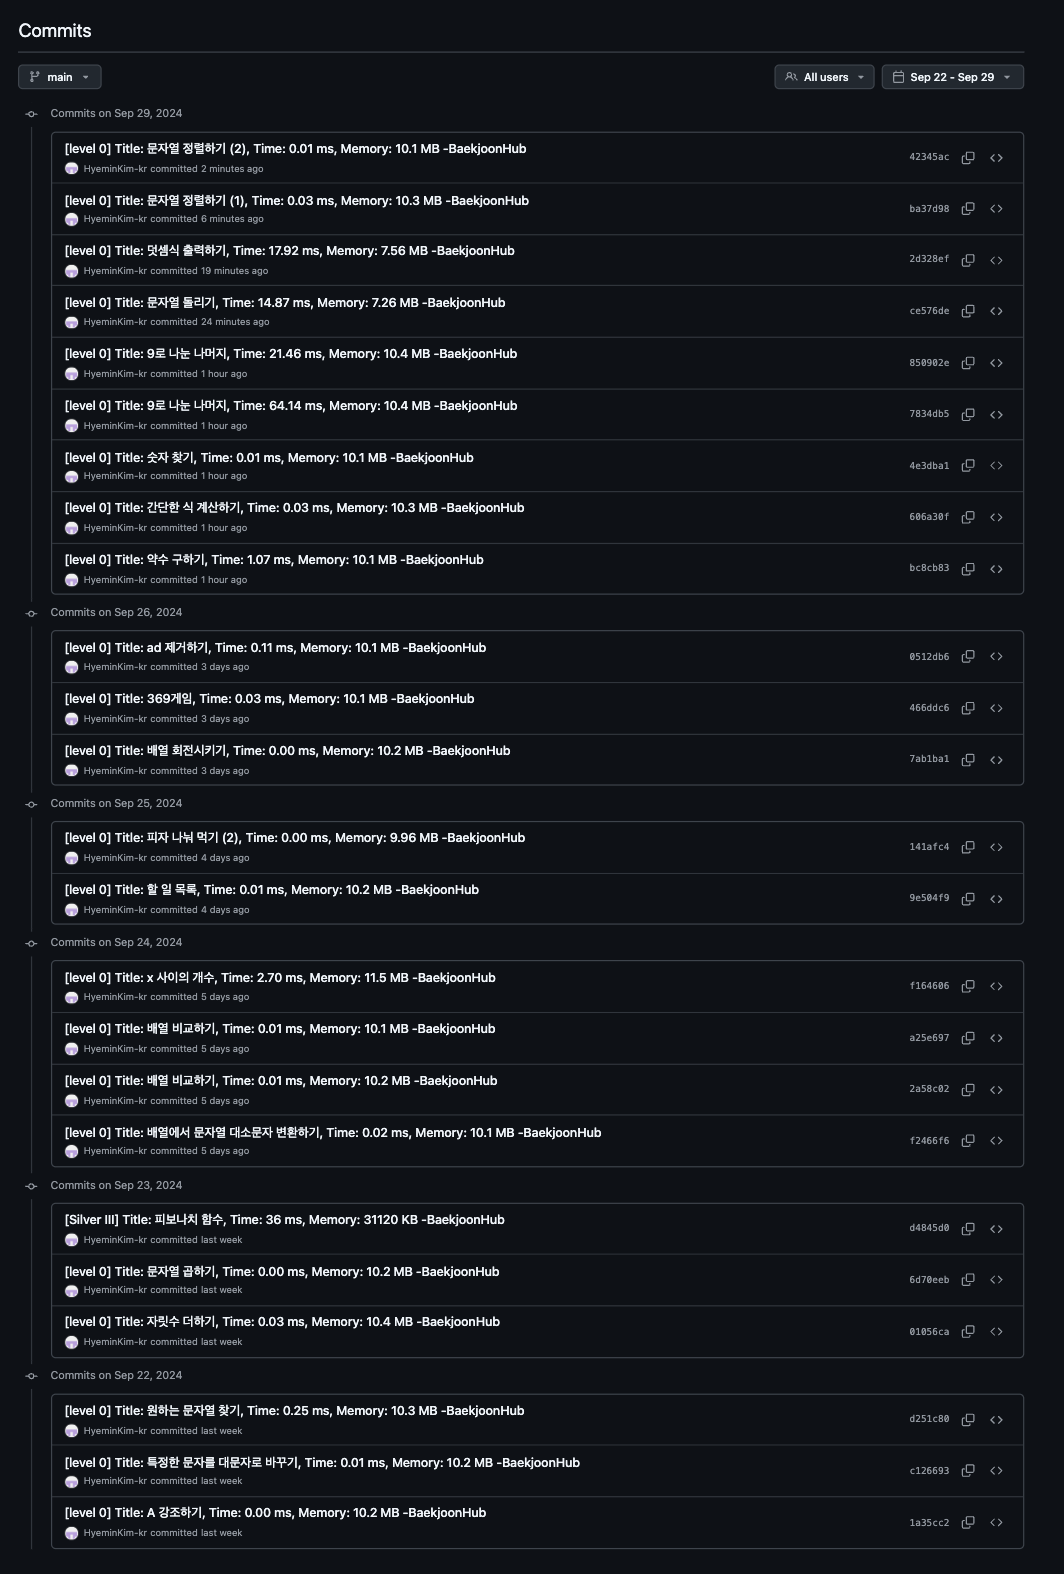 Commits
main
All users
Sep 22 - Sep 29
Commits on Sep 29, 2024
[level 0] Title: 문자열 정렬하기 (2), Time: 0.01 ms, Memory: 10.1 MB -BaekjoonHub
HyeminKim-kr committed 2 minutes ago
42345ac
[level 0] Title: 문자열 정렬하기 (1), Time: 0.03 ms, Memory: 10.3 MB -BaekjoonHub
HyeminKim-kr committed 6 minutes ago
ba37d98
[level 0] Title: 덧셈식 출력하기, Time: 17.92 ms, Memory: 7.56 MB -BaekjoonHub
HyeminKim-kr committed 19 minutes ago
2d328ef
[level 0] Title: 문자열 돌리기, Time: 14.87 ms, Memory: 7.26 MB -BaekjoonHub
HyeminKim-kr committed 24 minutes ago
ce576de
[level 0] Title: 9로 나눈 나머지, Time: 21.46 ms, Memory: 10.4 MB -BaekjoonHub
HyeminKim-kr committed 1 hour ago
850902e
[level 0] Title: 9로 나눈 나머지, Time: 64.14 ms, Memory: 10.4 MB -BaekjoonHub
HyeminKim-kr committed 1 hour ago
7834db5
[level 0] Title: 숫자 찾기, Time: 0.01 ms, Memory: 10.1 MB -BaekjoonHub
HyeminKim-kr committed 1 hour ago
4e3dba1
[level 0] Title: 간단한 식 계산하기, Time: 0.03 ms, Memory: 10.3 MB -BaekjoonHub
HyeminKim-kr committed 1 hour ago
606a30f
[level 0] Title: 약수 구하기, Time: 1.07 ms, Memory: 10.1 MB -BaekjoonHub
HyeminKim-kr committed 1 hour ago
bc8cb83
Commits on Sep 26, 2024
[level 0] Title: ad 제거하기, Time: 0.11 ms, Memory: 10.1 MB -BaekjoonHub
HyeminKim-kr committed 3 days ago
0512db6
[level 0] Title: 369게임, Time: 0.03 ms, Memory: 10.1 MB -BaekjoonHub
HyeminKim-kr committed 3 days ago
466ddc6
[level 0] Title: 배열 회전시키기, Time: 0.00 ms, Memory: 10.2 MB -BaekjoonHub
HyeminKim-kr committed 3 days ago
7ab1ba1
Commits on Sep 25, 2024
[level 0] Title: 피자 나눠 먹기 (2), Time: 0.00 ms, Memory: 9.96 MB -BaekjoonHub
HyeminKim-kr committed 4 days ago
141afc4
[level 0] Title: 할 일 목록, Time: 0.01 ms, Memory: 10.2 MB -BaekjoonHub
HyeminKim-kr committed 4 days ago
9e504f9
Commits on Sep 24, 2024
[level 0] Title: x 사이의 개수, Time: 2.70 ms, Memory: 11.5 MB -BaekjoonHub
HyeminKim-kr committed 5 days ago
f164606
[level 0] Title: 배열 비교하기, Time: 0.01 ms, Memory: 10.1 MB -BaekjoonHub
HyeminKim-kr committed 5 days ago
a25e697
[level 0] Title: 배열 비교하기, Time: 0.01 ms, Memory: 10.2 MB -BaekjoonHub
HyeminKim-kr committed 5 days ago
2a58c02
[level 0] Title: 배열에서 문자열 대소문자 변환하기, Time: 0.02 ms, Memory: 10.1 MB -BaekjoonHub
HyeminKim-kr committed 5 days ago
f2466f6
Commits on Sep 23, 2024
[Silver III] Title: 피보나치 함수, Time: 36 ms, Memory: 31120 KB -BaekjoonHub
HyeminKim-kr committed last week
d4845d0
[level 0] Title: 문자열 곱하기, Time: 0.00 ms, Memory: 10.2 MB -BaekjoonHub
HyeminKim-kr committed last week
6d70eeb
[level 0] Title: 자릿수 더하기, Time: 0.03 ms, Memory: 10.4 MB -BaekjoonHub
HyeminKim-kr committed last week
01056ca
Commits on Sep 22, 2024
[level 0] Title: 원하는 문자열 찾기, Time: 0.25 ms, Memory: 10.3 MB -BaekjoonHub
HyeminKim-kr committed last week
d251c80
[level 0] Title: 특정한 문자를 대문자로 바꾸기, Time: 0.01 ms, Memory: 10.2 MB -BaekjoonHub
HyeminKim-kr committed last week
c126693
[level 0] Title: A 강조하기, Time: 0.00 ms, Memory: 10.2 MB -BaekjoonHub
HyeminKim-kr committed last week
1a35cc2